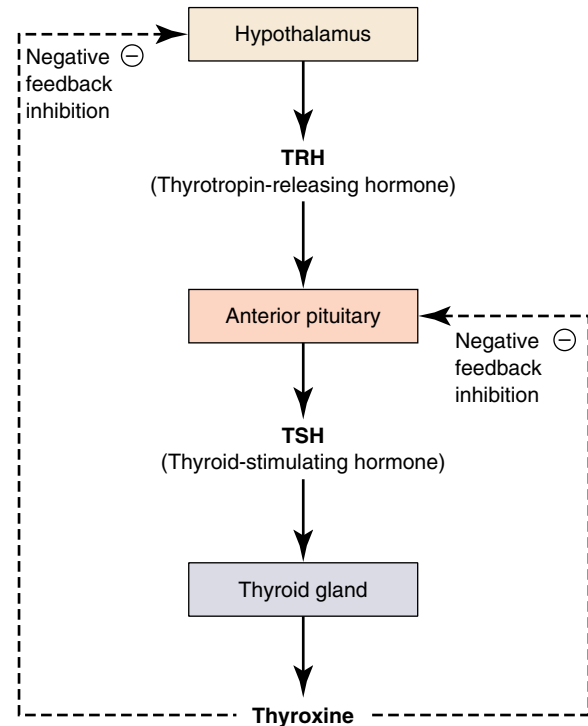 Hypothalamus
Negative ⊖
feedback
inhibition
TRH
(Thyrotropin-releasing hormone)
Anterior pituitary
Negative ⊖
feedback
inhibition
TSH
(Thyroid-stimulating hormone)
Thyroid gland
Thyroxine